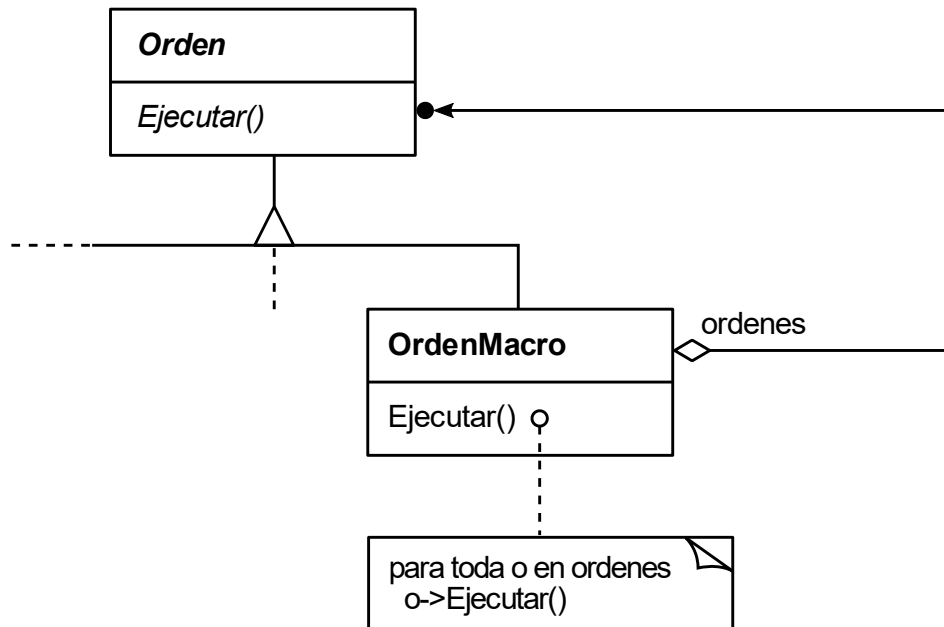 Orden
Ejecutar()
ordenes
OrdenMacro
Ejecutar()
para toda o en ordenes
o->Ejecutar()